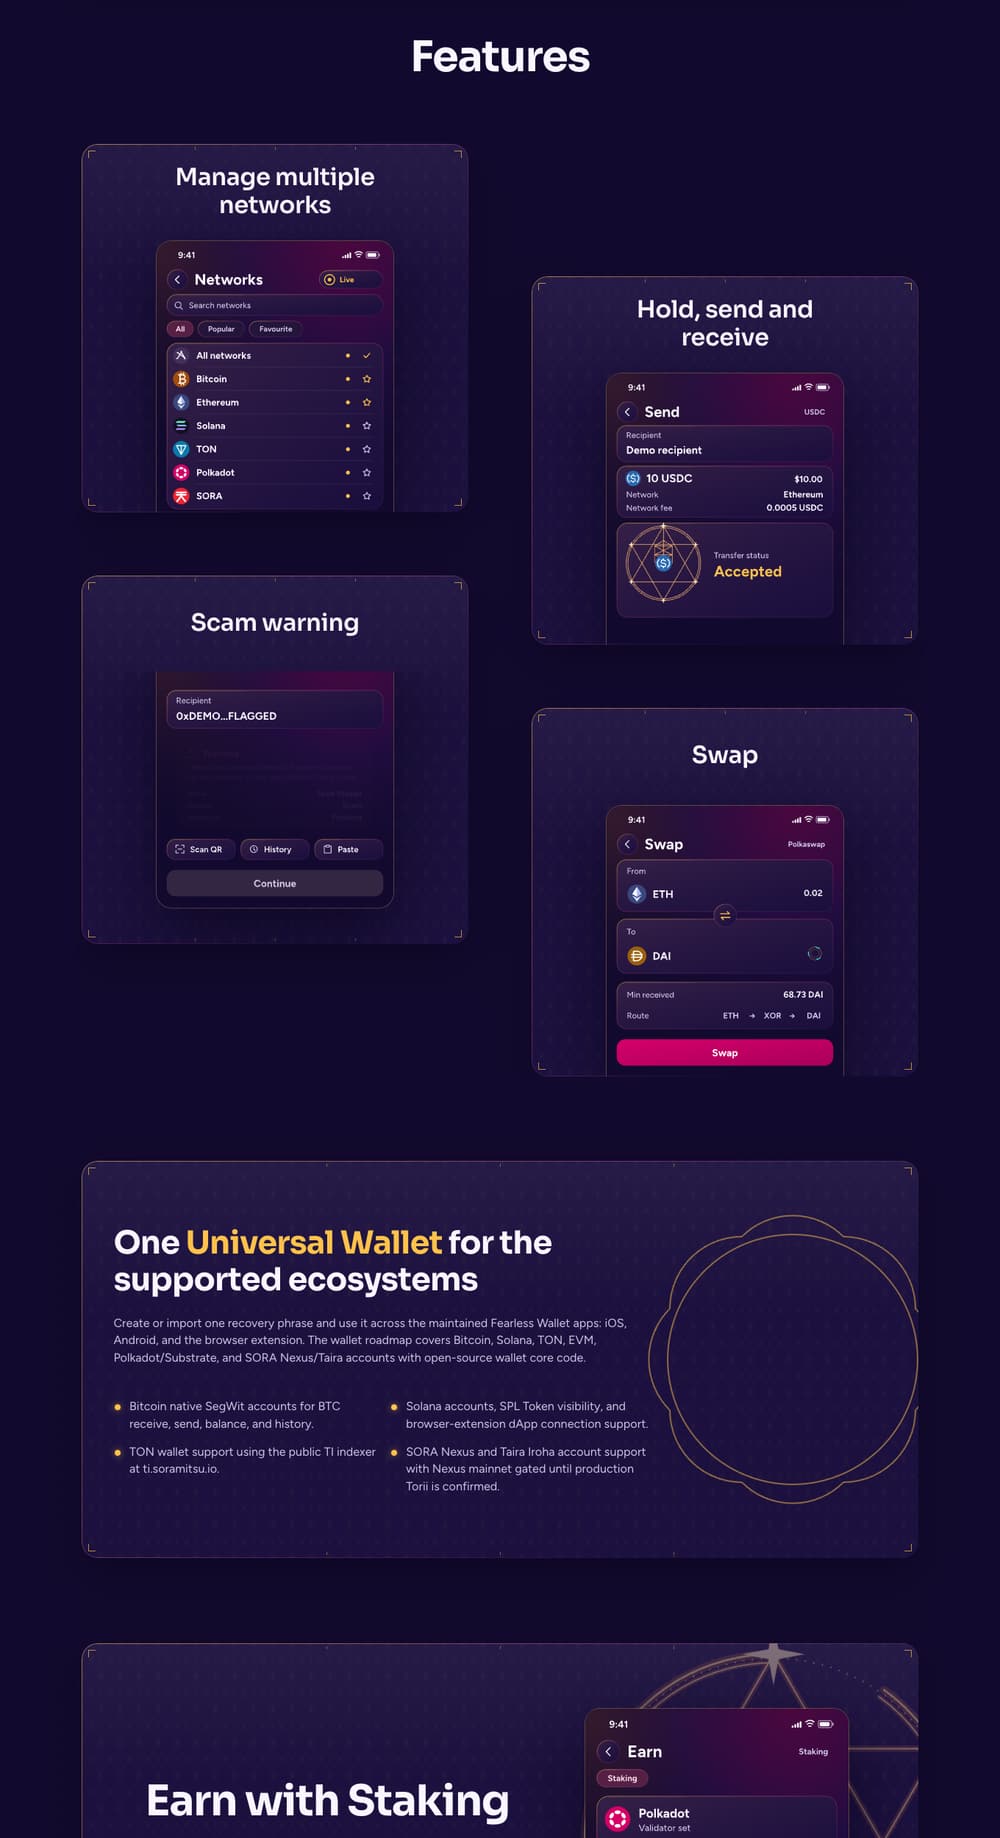 Features
Manage multiple
networks
9:41
Networks
Live
Search networks
All
Popular
Favourite
All networks
Bitcoin
Ethereum
Solana
TON
Polkadot
SORA
Hold, send and
receive
9:41
Send
USDC
Recipient
Demo recipient
10 USDC
$10.00
Network
Ethereum
Network fee
0.0005 USDC
Transfer status
Accepted
Scam warning
Recipient
0xDEMO...FLAGGED
Scan QR
History
Paste
Continue
Swap
9:41
Swap
Polkaswap
From
ETH
0.02
To
DAI
Min received
68.73 DAI
Route
ETH → XOR → DAI
Swap
One Universal Wallet for the
supported ecosystems
Create or import one recovery phrase and use it across the maintained Fearless Wallet apps: iOS,
Android, and the browser extension. The wallet roadmap covers Bitcoin, Solana, TON, EVM,
Polkadot/Substrate, and SORA Nexus/Taira accounts with open-source wallet core code.
Bitcoin native SegWit accounts for BTC
receive, send, balance, and history.
Solana accounts, SPL Token visibility, and
browser-extension dApp connection support.
TON wallet support using the public TI indexer
at ti.soramitsu.io.
SORA Nexus and Taira Iroha account support
with Nexus mainnet gated until production
Torii is confirmed.
Earn with Staking
9:41
Earn
Staking
Staking
Polkadot
Validator set